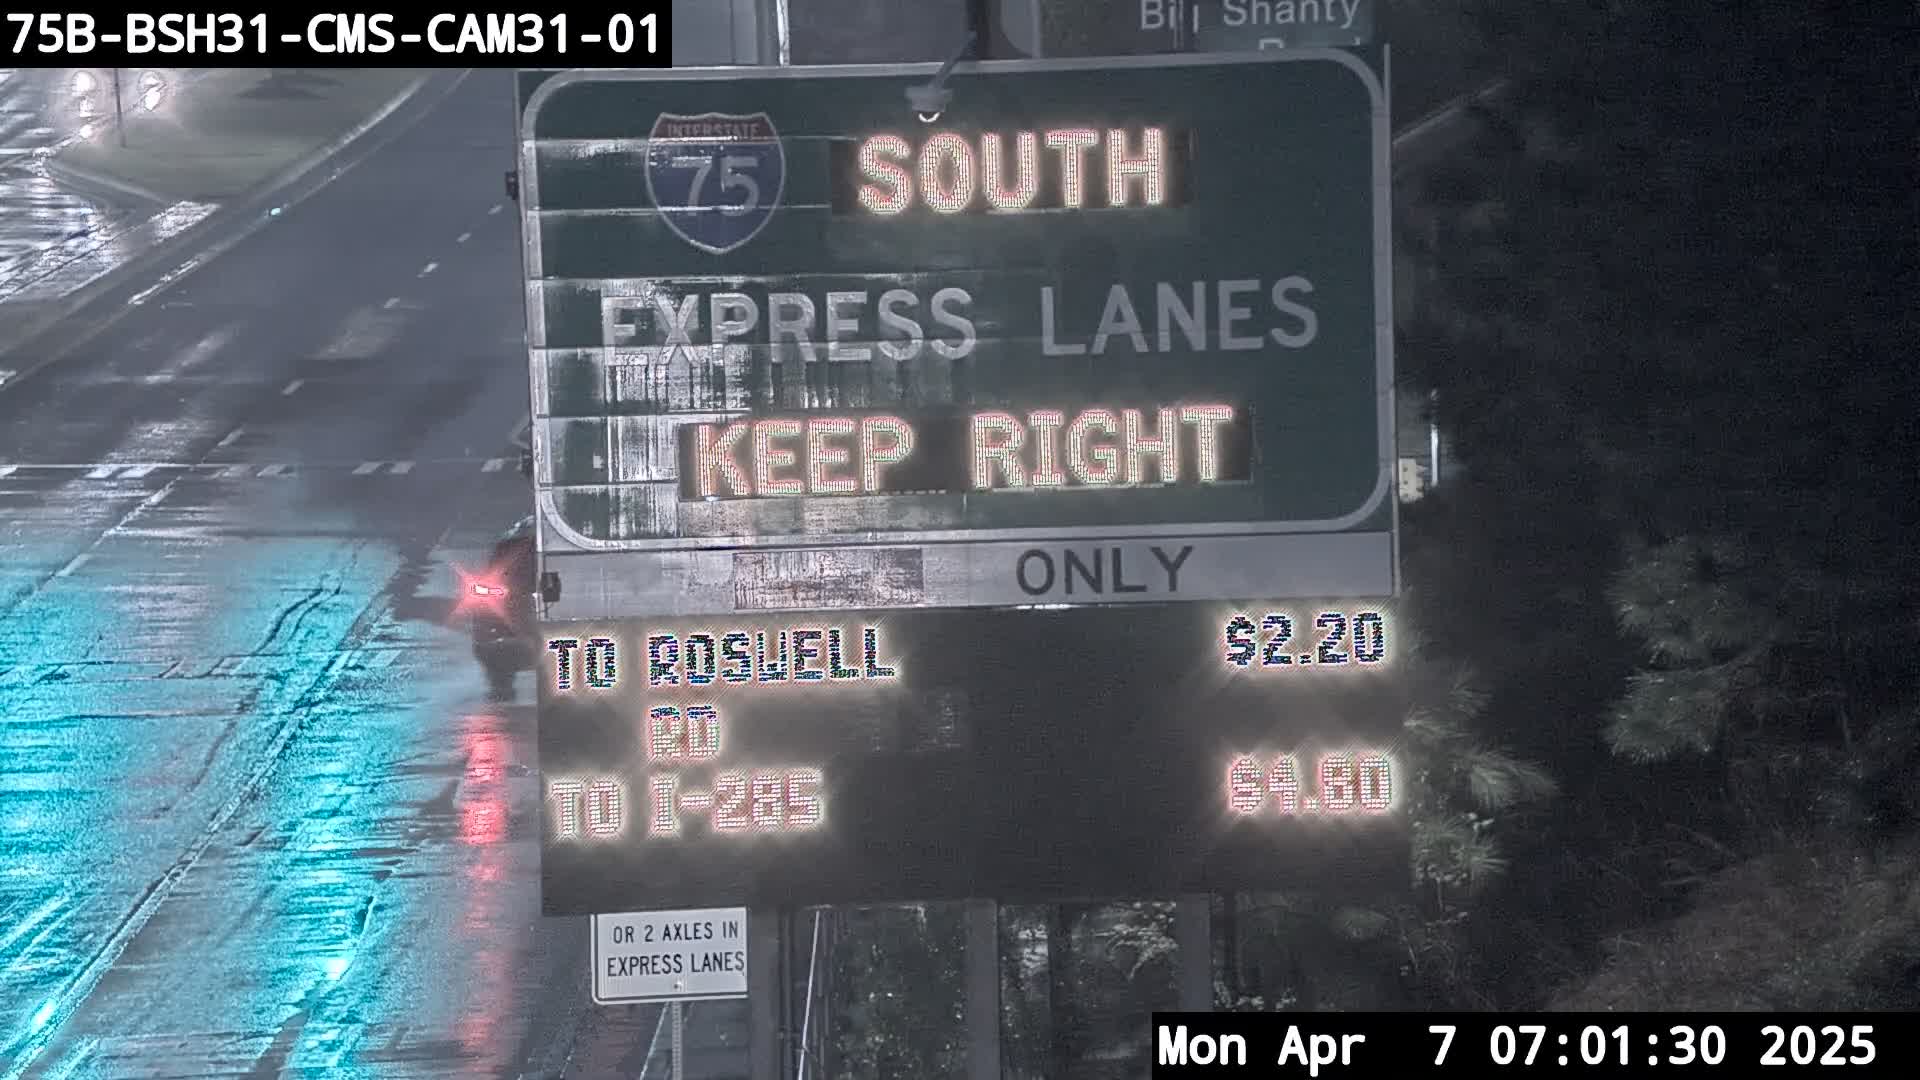 75B-BSH31-CMS-CAM31-01
Bill Shanty
INTERSTATE
75
SOUTH
EXPRESS LANES
KEEP RIGHT
ONLY
TO ROSWELL $2.20
RD
TO I-285 $4.80
OR 2 AXLES IN
EXPRESS LANES
Mon Apr 7 07:01:30 2025